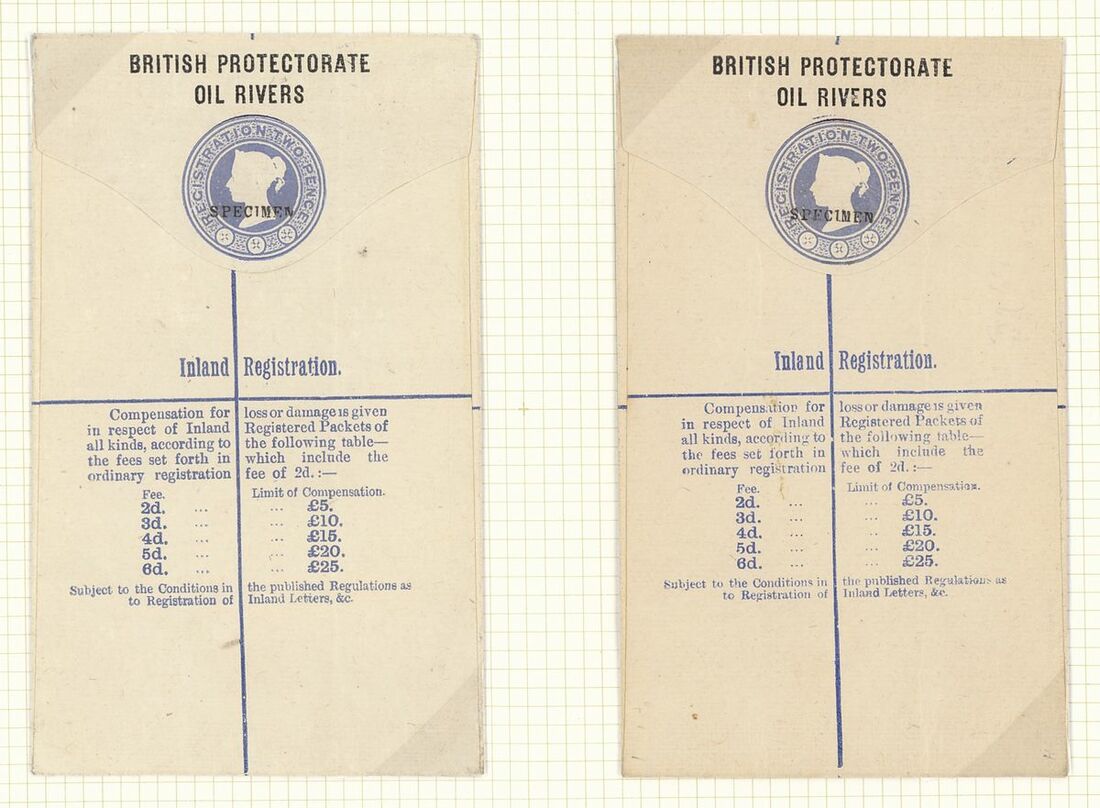 BRITISH PROTECTORATE
OIL RIVERS
REGISTRATION TWO PENCE
SPECIMEN
Inland Registration.
Compensation for loss or damage is given
in respect of Inland Registered Packets of
all kinds, according to the following table—
the fees set forth in which include the
ordinary registration fee of 2d.:—
Fee. Limit of Compensation.
2d. ... ... £5.
3d. ... ... £10.
4d. ... ... £15.
5d. ... ... £20.
6d. ... ... £25.
Subject to the Conditions in the published Regulations as
to Registration of Inland Letters, &c.
BRITISH PROTECTORATE
OIL RIVERS
REGISTRATION TWO PENCE
SPECIMEN
Inland Registration.
Compensation for loss or damage is given
in respect of Inland Registered Packets of
all kinds, according to the following table—
the fees set forth in which include the
ordinary registration fee of 2d.:—
Fee. Limit of Compensation.
2d. ... ... £5.
3d. ... ... £10.
4d. ... ... £15.
5d. ... ... £20.
6d. ... ... £25.
Subject to the Conditions in the published Regulations as
to Registration of Inland Letters, &c.